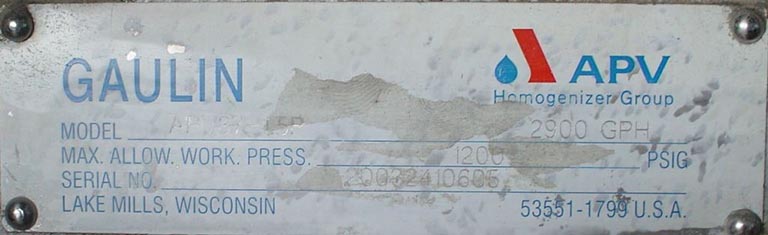 GAULIN
APV
Homogenizer Group
MODEL 2900 GPH
MAX. ALLOW. WORK. PRESS. 1200 PSIG
SERIAL NO. 20032410605
LAKE MILLS, WISCONSIN 53551-1799 U.S.A.